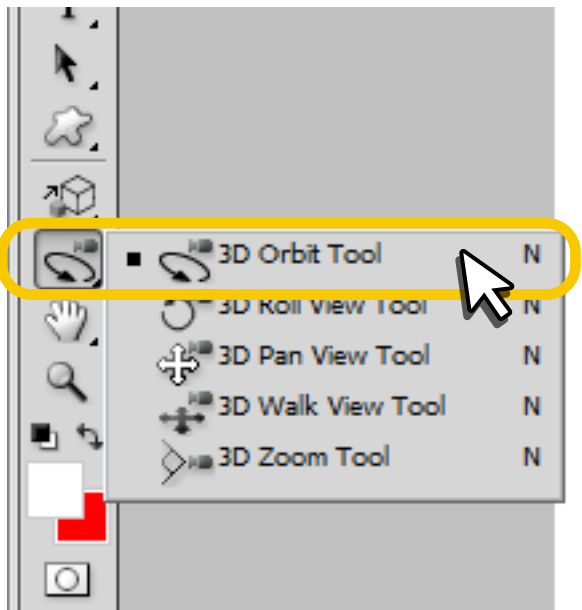 3D Orbit Tool N
3D Roll View Tool N
3D Pan View Tool N
3D Walk View Tool N
3D Zoom Tool N